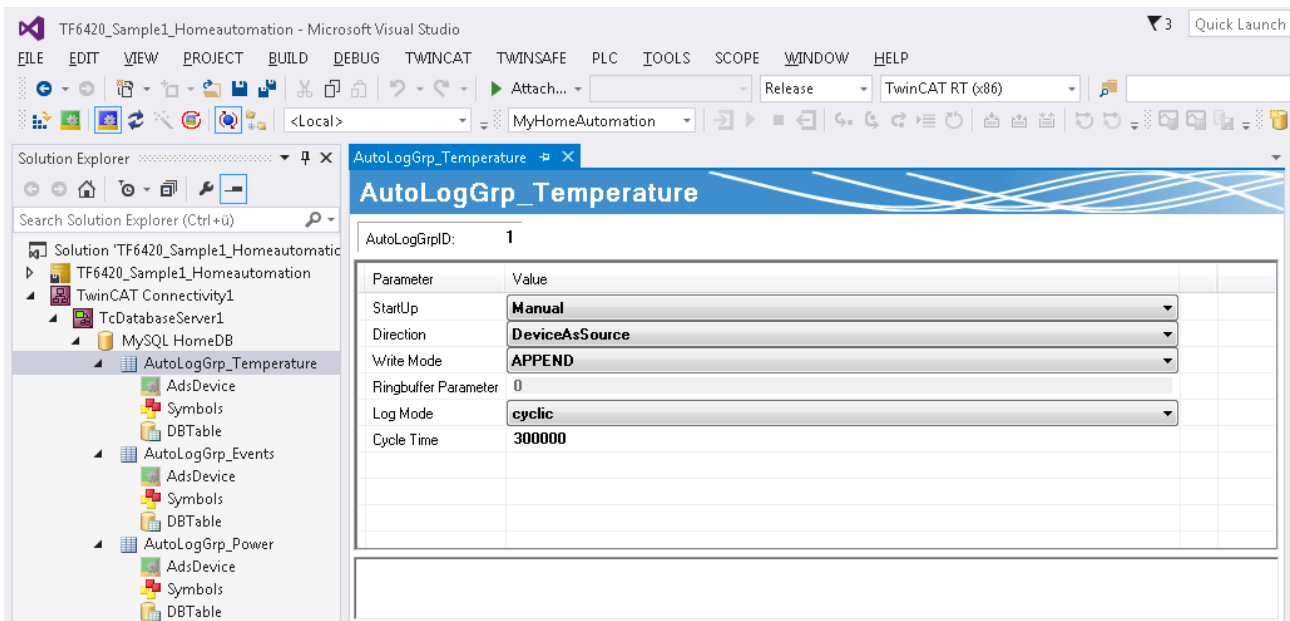 TF6420_Sample1_Homeautomation - Microsoft Visual Studio
3
Quick Launch
FILE EDIT VIEW PROJECT BUILD DEBUG TWINCAT TWINSAFE PLC TOOLS SCOPE WINDOW HELP
Attach...
Release
TwinCAT RT (x86)
<Local>
MyHomeAutomation
Solution Explorer
Search Solution Explorer (Ctrl+ü)
Solution 'TF6420_Sample1_Homeautomatic
TF6420_Sample1_Homeautomation
TwinCAT Connectivity1
TcDatabaseServer1
MySQL HomeDB
AutoLogGrp_Temperature
AdsDevice
Symbols
DBTable
AutoLogGrp_Events
AdsDevice
Symbols
DBTable
AutoLogGrp_Power
AdsDevice
Symbols
DBTable
AutoLogGrp_Temperature
AutoLogGrp_Temperature
AutoLogGrpID: 1
Parameter Value
StartUp Manual
Direction DeviceAsSource
Write Mode APPEND
Ringbuffer Parameter 0
Log Mode cyclic
Cycle Time 300000